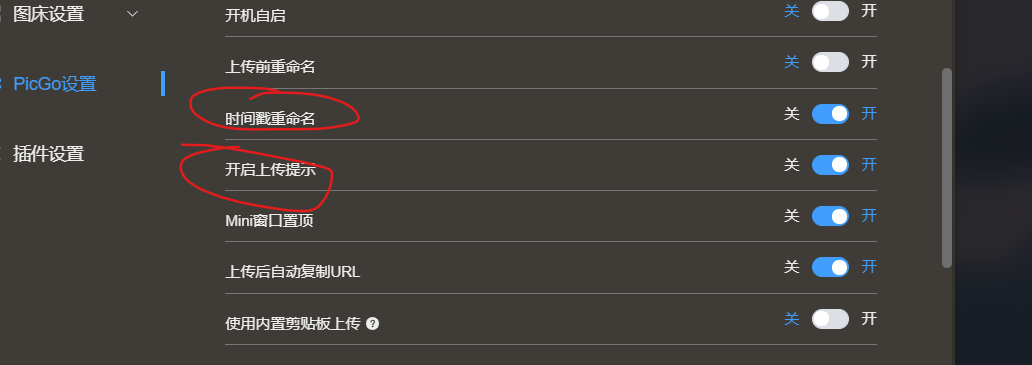 图床设置
PicGo设置
插件设置
开机自启 关 开
上传前重命名 关 开
时间戳重命名 关 开
开启上传提示 关 开
Mini窗口置顶 关 开
上传后自动复制URL 关 开
使用内置剪贴板上传 ? 关 开